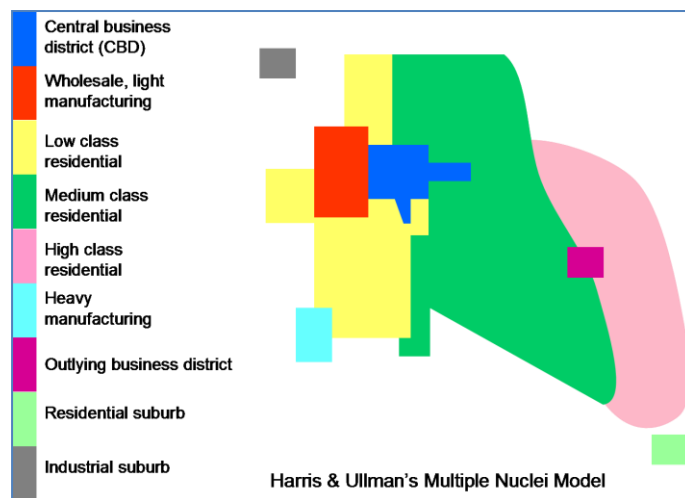 Central business
district (CBD)
Wholesale, light
manufacturing
Low class
residential
Medium class
residential
High class
residential
Heavy
manufacturing
Outlying business district
Residential suburb
Industrial suburb
Harris & Ullman's Multiple Nuclei Model